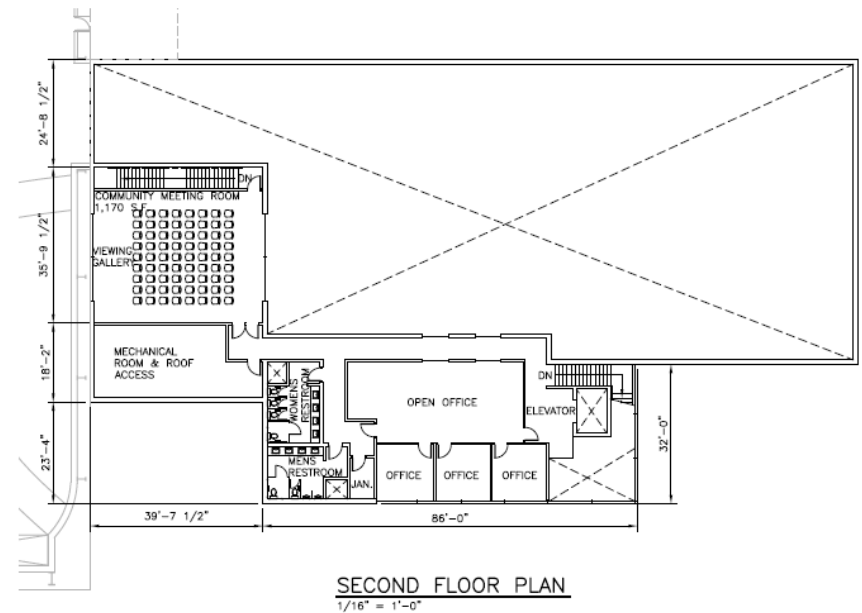 24'-8 1/2"
DN
COMMUNITY MEETING ROOM
1,170 S.F.
35'-9 1/2"
VIEWING
GALLERY
18'-2"
MECHANICAL
ROOM & ROOF
ACCESS
WOMENS
RESTROOM
OPEN OFFICE
DN
ELEVATOR
32'-0"
23'-4"
MENS
RESTROOM
JAN.
OFFICE
OFFICE
OFFICE
39'-7 1/2"
86'-0"
SECOND FLOOR PLAN
1/16" = 1'-0"